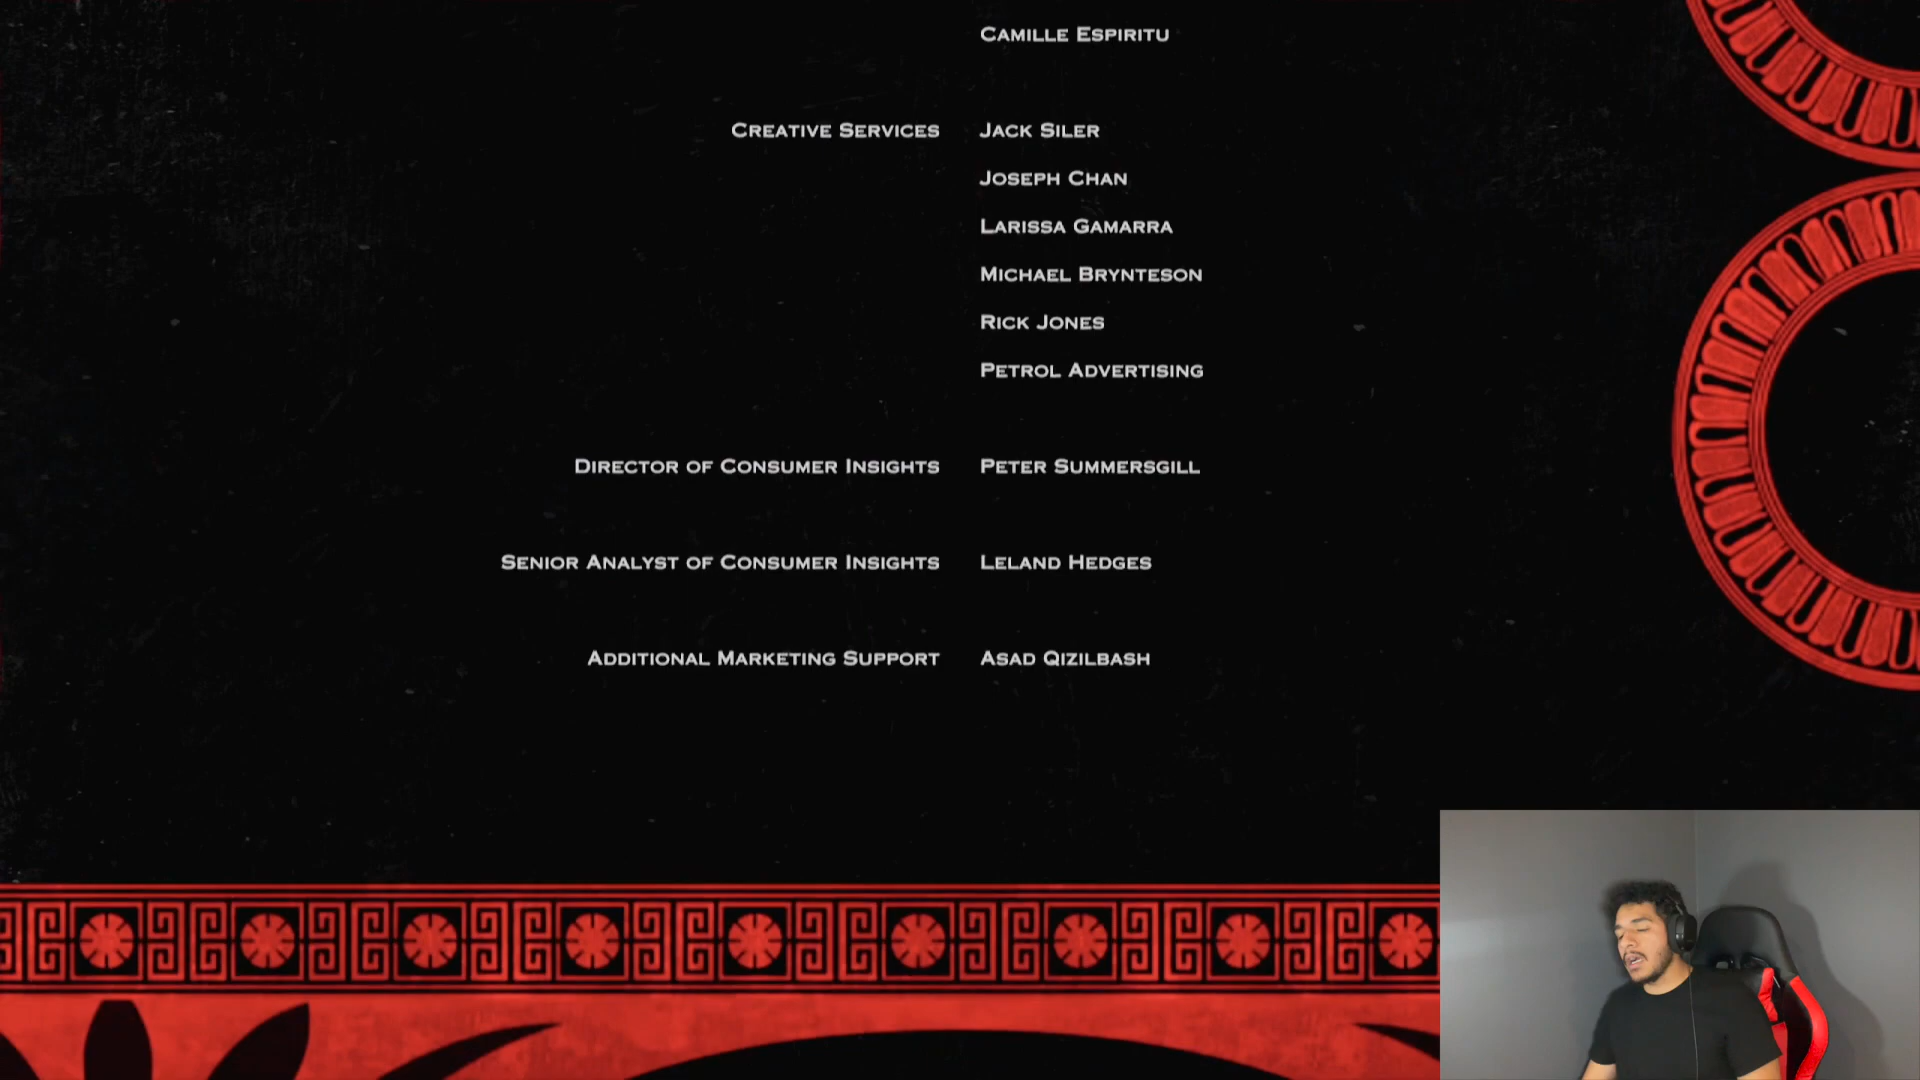 Camille Espiritu
Creative Services Jack Siler
Joseph Chan
Larissa Gamarra
Michael Brynteson
Rick Jones
Petrol Advertising
Director of Consumer Insights Peter Summersgill
Senior Analyst of Consumer Insights Leland Hedges
Additional Marketing Support Asad Qizilbash